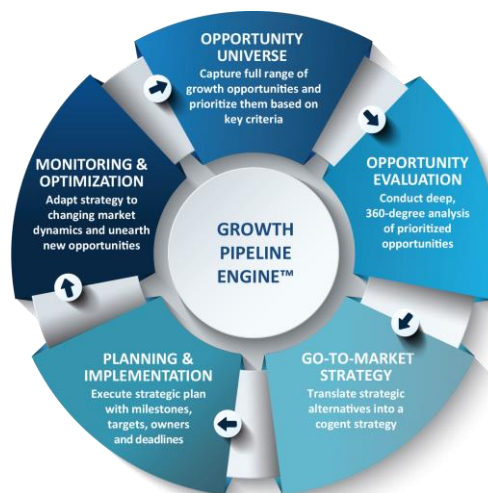 OPPORTUNITY
UNIVERSE
Capture full range of
growth opportunities and
prioritize them based on
key criteria
OPPORTUNITY
EVALUATION
Conduct deep,
360-degree analysis
of prioritized
opportunities
GO-TO-MARKET
STRATEGY
Translate strategic
alternatives into a
cogent strategy
PLANNING &
IMPLEMENTATION
Execute strategic plan
with milestones,
targets, owners
and deadlines
MONITORING &
OPTIMIZATION
Adapt strategy to
changing market
dynamics and unearth
new opportunities
GROWTH
PIPELINE
ENGINE™